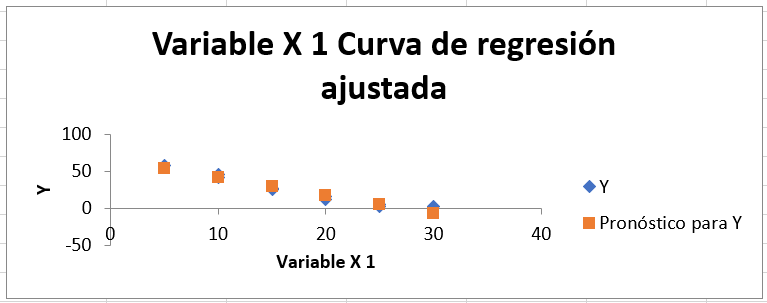 Variable X 1 Curva de regresión
ajustada
100
50
0
-50
0 10 20 30 40
Y
Variable X 1
Y
Pronóstico para Y